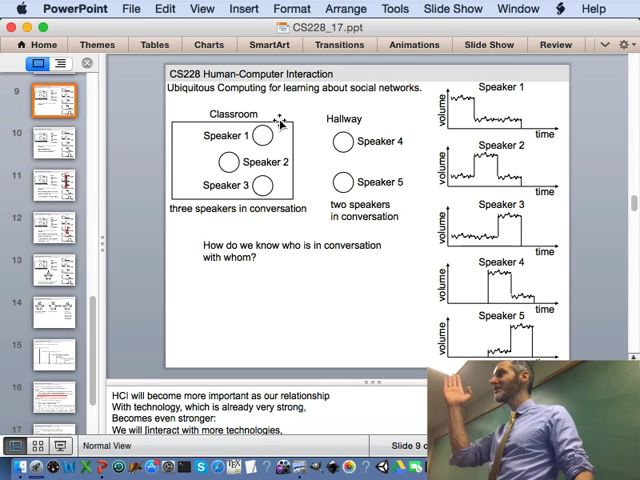 PowerPoint File Edit View Insert Format Arrange Tools Slide Show Window Help
CS228_17.ppt
Home Themes Tables Charts SmartArt Transitions Animations Slide Show Review
9
10
11
12
13
14
15
16
17
CS228 Human-Computer Interaction
Ubiquitous Computing for learning about social networks.
Classroom
Speaker 1
Speaker 2
Speaker 3
three speakers in conversation
Hallway
Speaker 4
Speaker 5
two speakers
in conversation
How do we know who is in conversation
with whom?
Speaker 1
volume
time
Speaker 2
volume
time
Speaker 3
volume
time
Speaker 4
volume
time
Speaker 5
volume
HCI will become more important as our relationship
With technology, which is already very strong,
Becomes even stronger:
We will [interact with more technologies,
Normal View
Slide 9 o